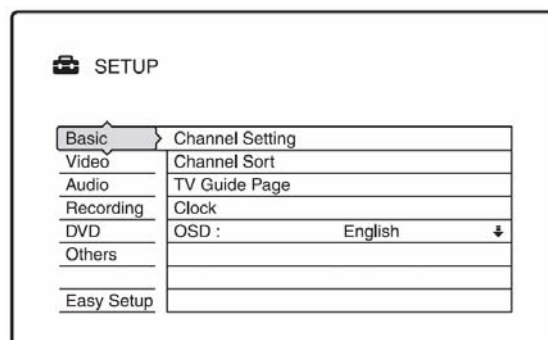 SETUP
Basic
Video
Audio
Recording
DVD
Others
Easy Setup
Channel Setting
Channel Sort
TV Guide Page
Clock
OSD : English